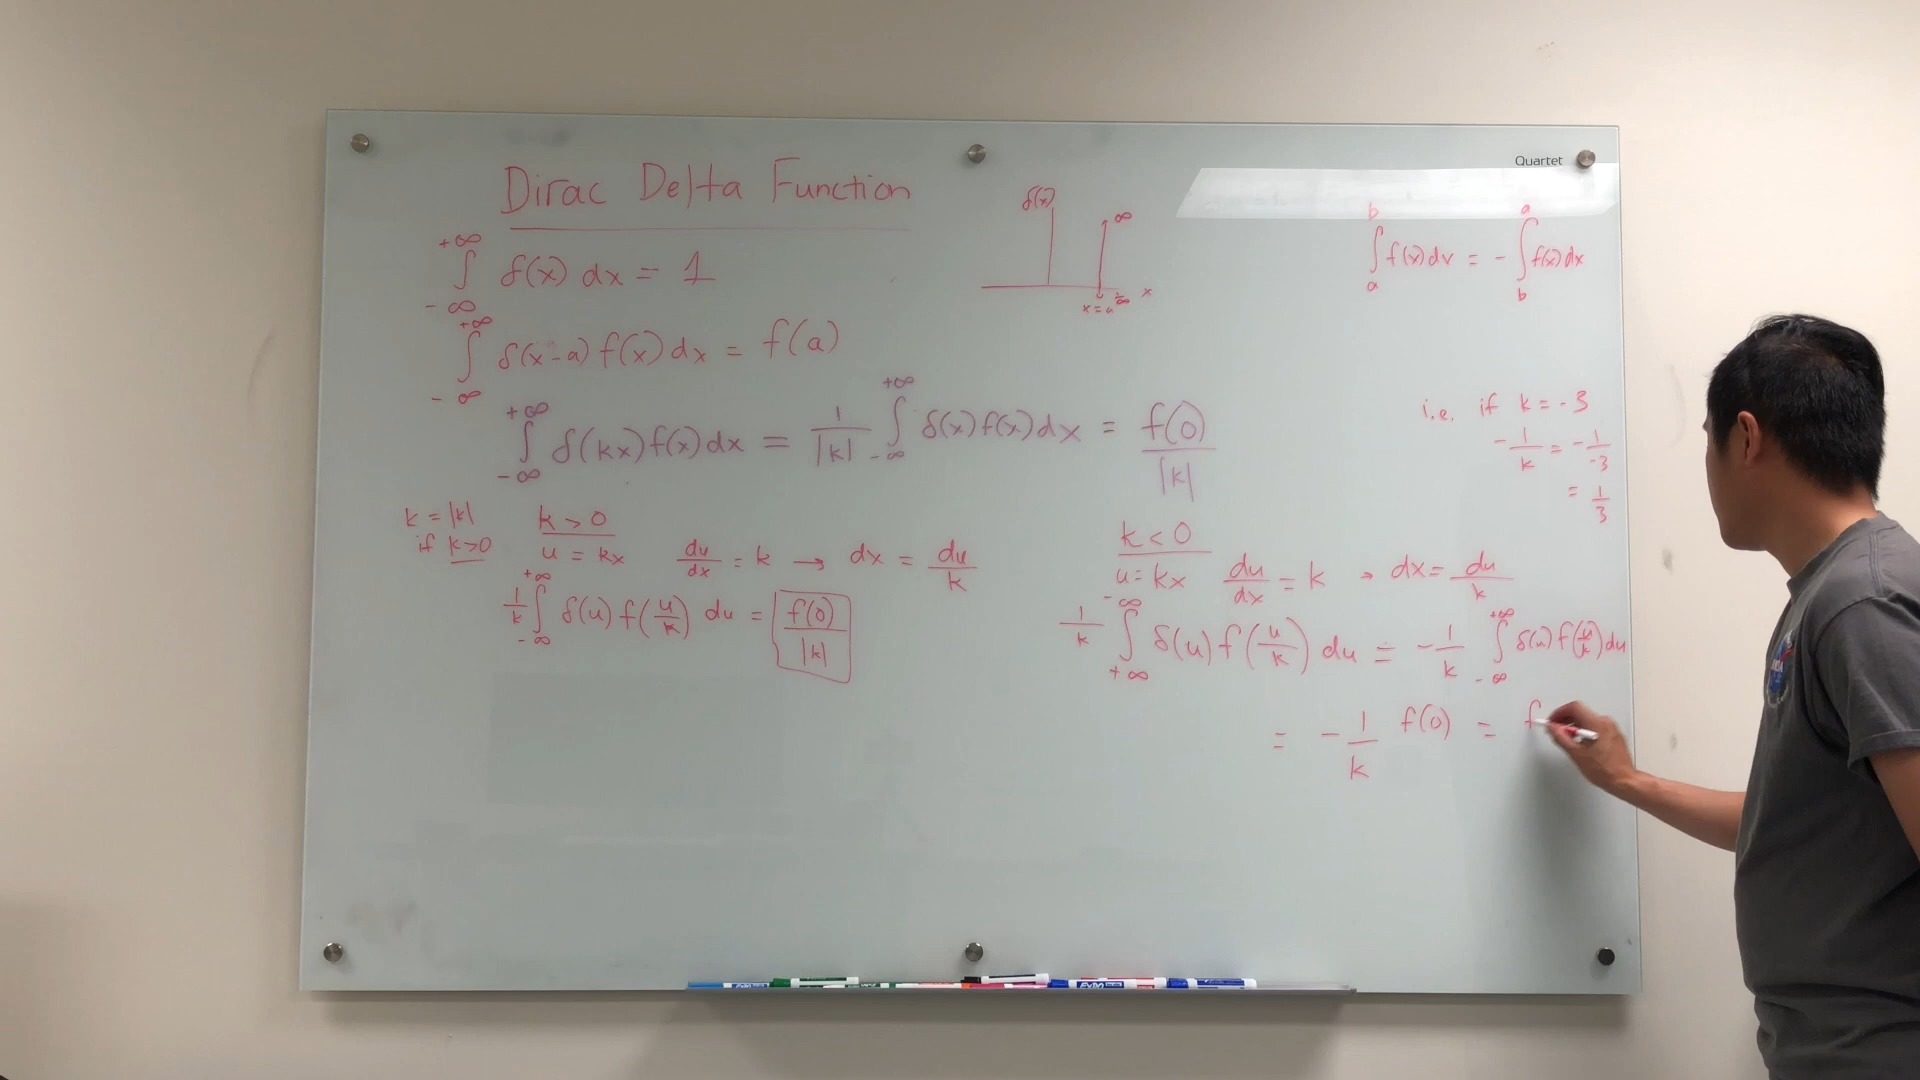 Quartet
Dirac Delta Function
∫_{-∞}^{+∞} δ(x) dx = 1
∫_{-∞}^{+∞} δ(x-a) f(x) dx = f(a)
∫_{-∞}^{+∞} δ(kx) f(x) dx = 1/|k| ∫_{-∞}^{+∞} δ(x) f(x) dx = f(0)/|k|
k = |k|
if k>0
k > 0
u = kx du/dx = k → dx = du/k
1/k ∫_{-∞}^{+∞} δ(u) f(u/k) du = f(0)/|k|
δ(x)
∞
x
x = a
∫_{a}^{b} f(x) dx = - ∫_{b}^{a} f(x) dx
i.e. if k = -3
-1/k = -1/-3
= 1/3
k < 0
u = kx du/dx = k → dx = du/k
1/k ∫_{+∞}^{-∞} δ(u) f(u/k) du = -1/k ∫_{-∞}^{+∞} δ(u) f(u/k) du
= -1/k f(0) = f
EXPO